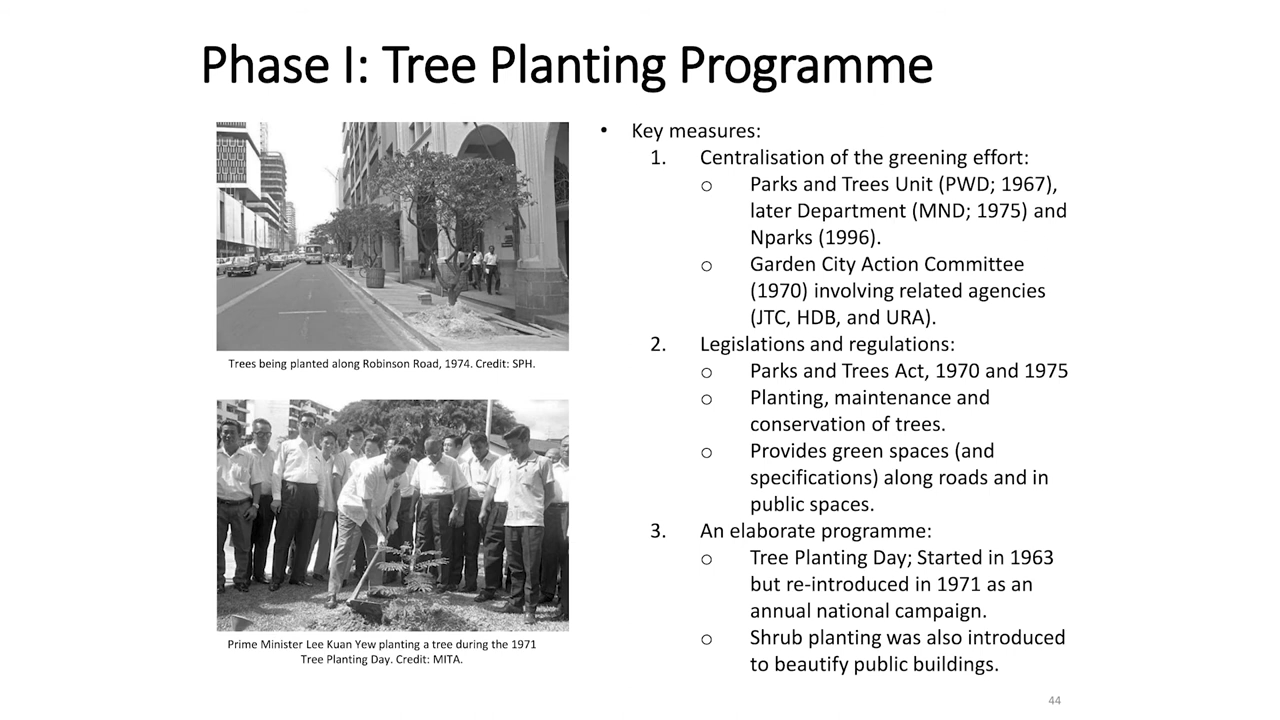 Phase I: Tree Planting Programme
Trees being planted along Robinson Road, 1974. Credit: SPH.
Prime Minister Lee Kuan Yew planting a tree during the 1971
Tree Planting Day. Credit: MITA.
• Key measures:
1. Centralisation of the greening effort:
o Parks and Trees Unit (PWD; 1967),
later Department (MND; 1975) and
Nparks (1996).
o Garden City Action Committee
(1970) involving related agencies
(JTC, HDB, and URA).
2. Legislations and regulations:
o Parks and Trees Act, 1970 and 1975
o Planting, maintenance and
conservation of trees.
o Provides green spaces (and
specifications) along roads and in
public spaces.
3. An elaborate programme:
o Tree Planting Day; Started in 1963
but re-introduced in 1971 as an
annual national campaign.
o Shrub planting was also introduced
to beautify public buildings.
44